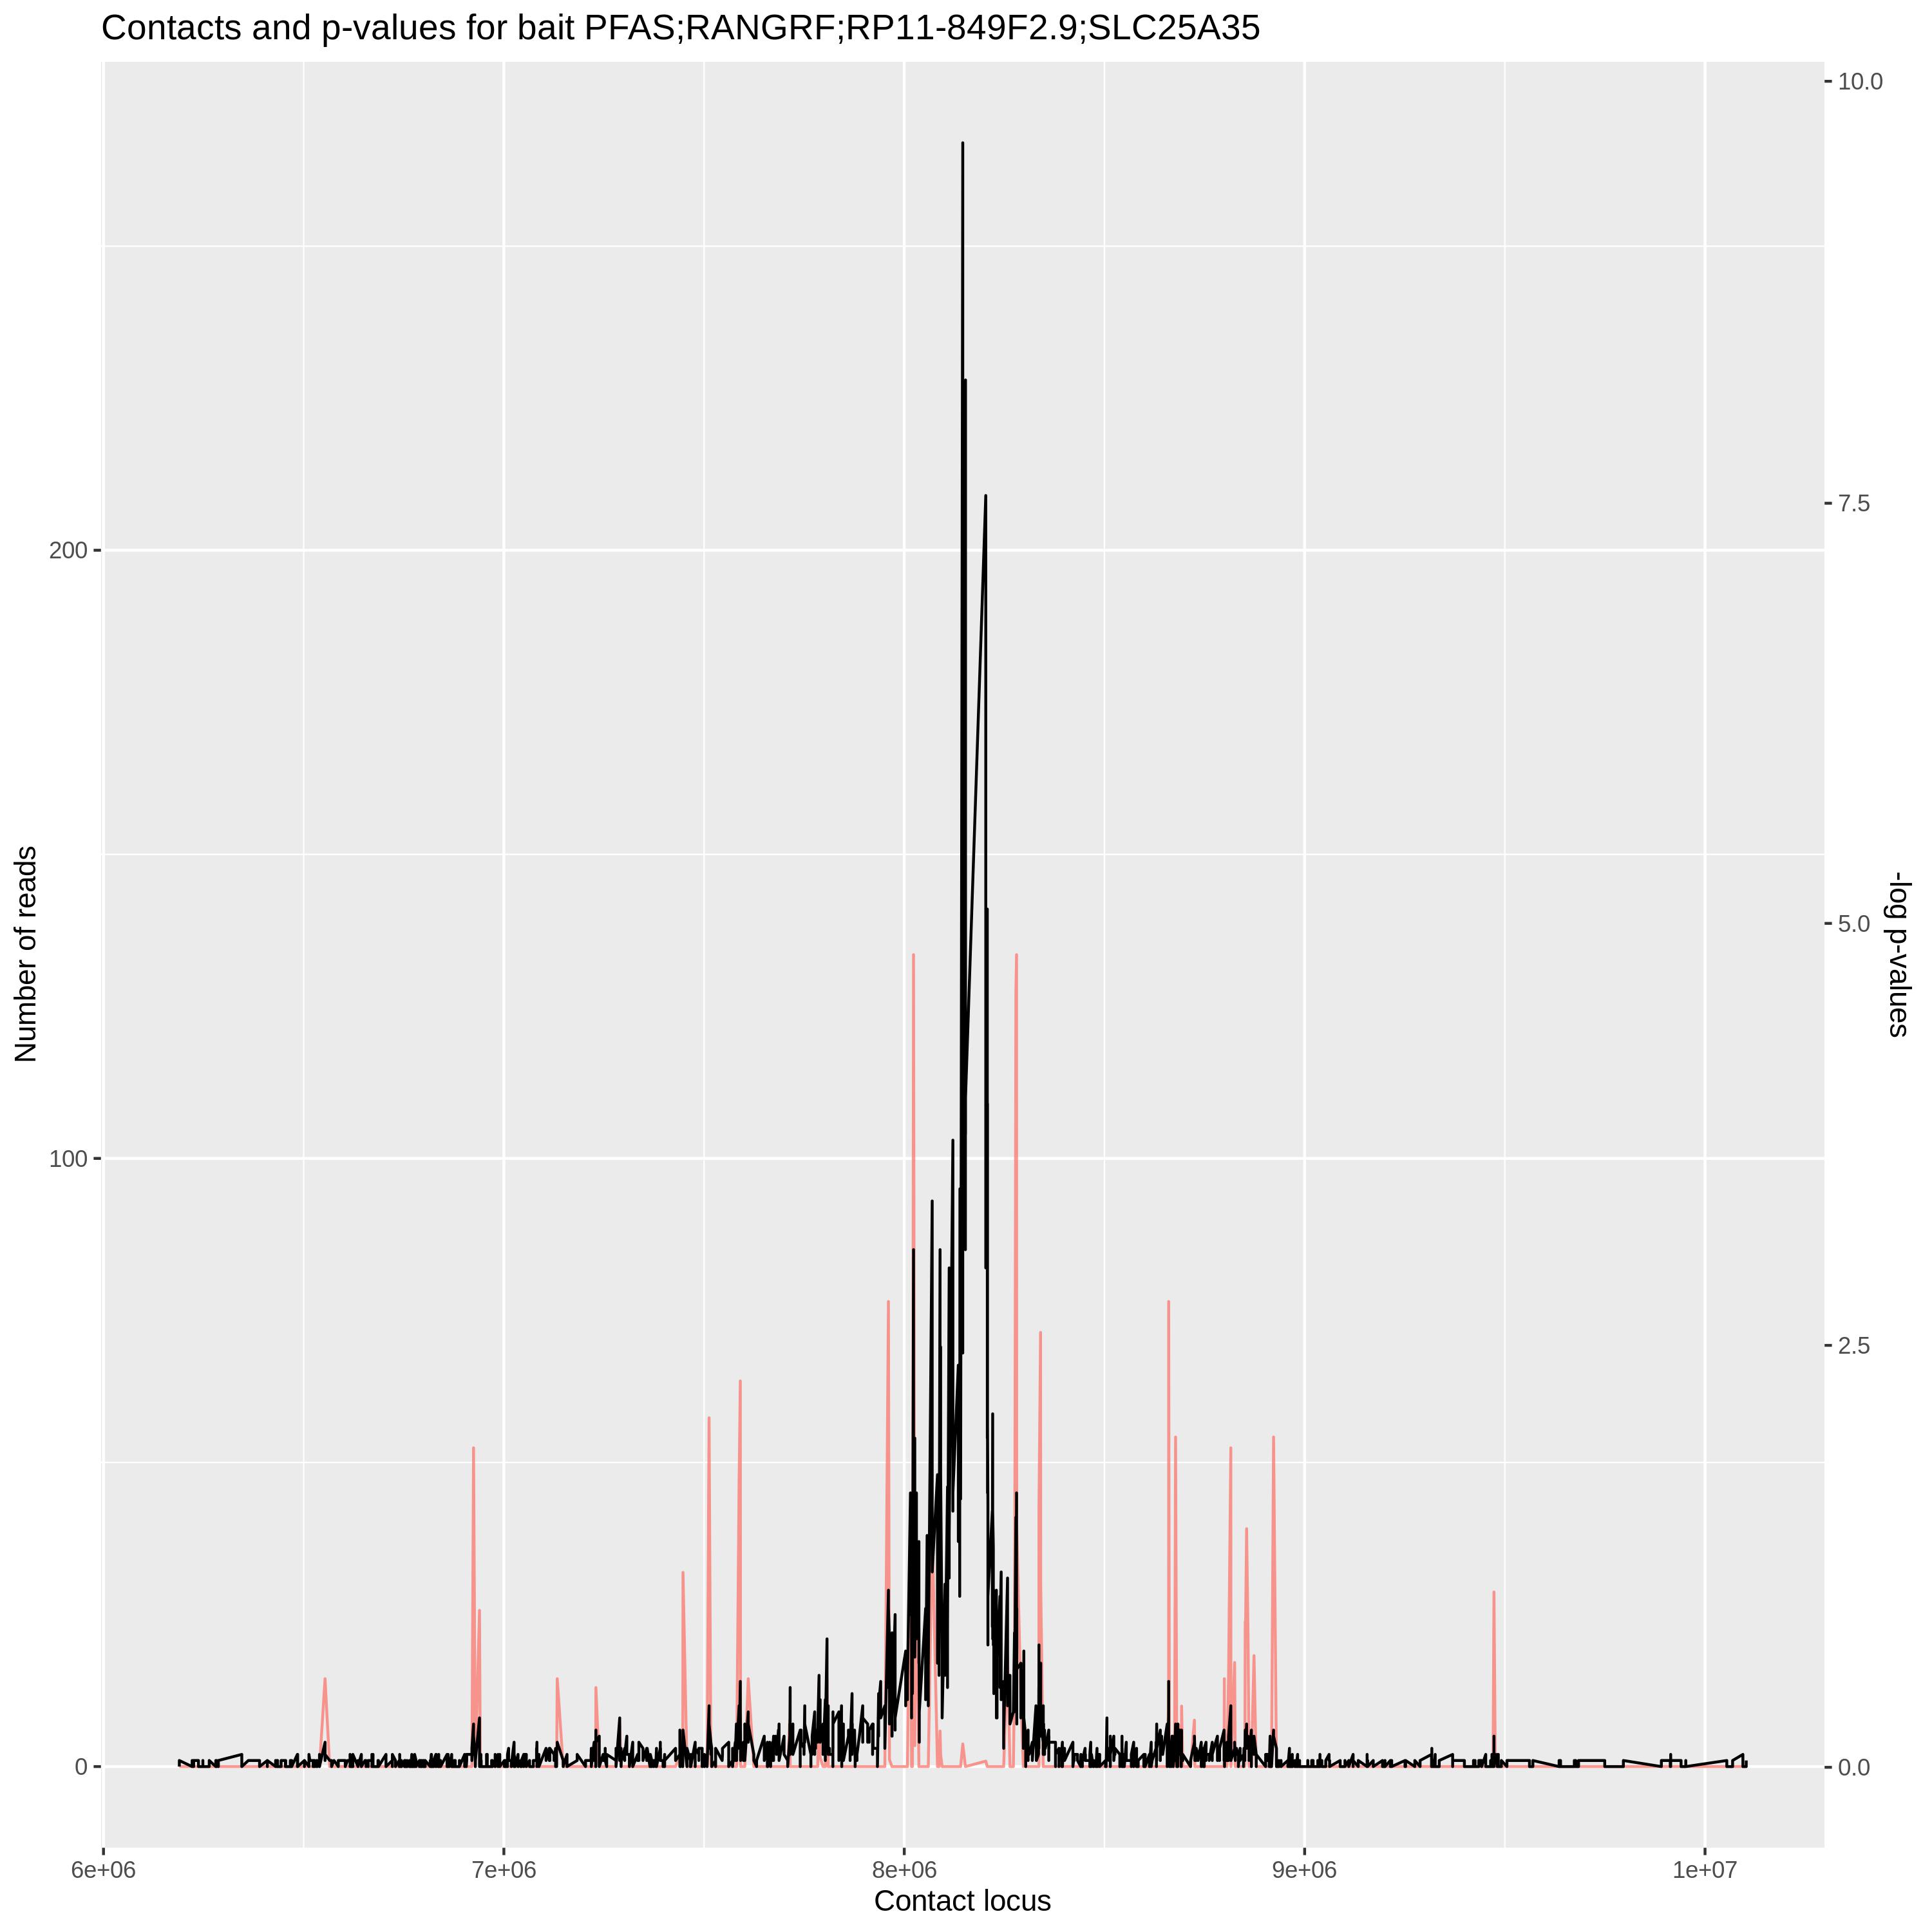 Contacts and p-values for bait PFAS;RANGRF;RP11-849F2.9;SLC25A35
10.0
7.5
200
Number of reads
5.0
-log p-values
100
2.5
0
0.0
6e+06 7e+06 8e+06 9e+06 1e+07
Contact locus